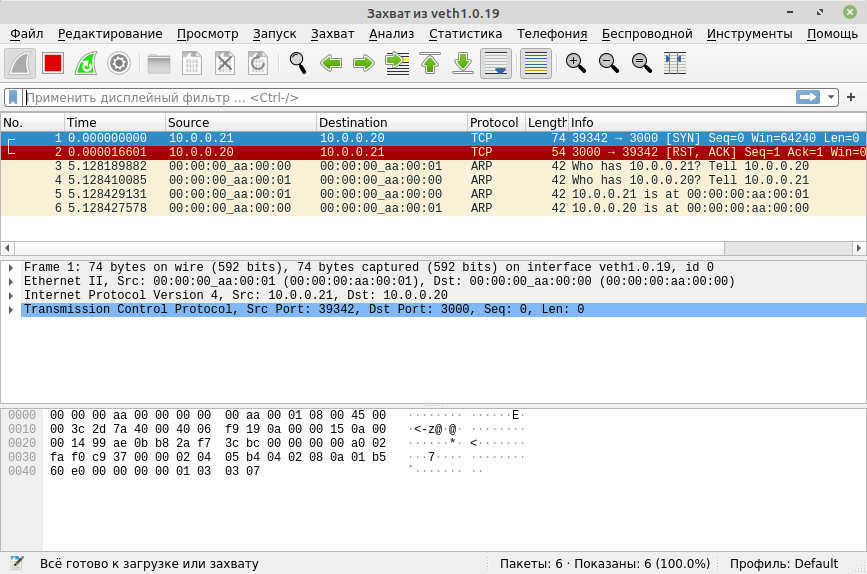 Захват из veth1.0.19
Файл Редактирование Просмотр Запуск Захват Анализ Статистика Телефония Беспроводной Инструменты Помощь
Применить дисплейный фильтр ... <Ctrl-/>
No. Time Source Destination Protocol Length Info
1 0.000000000 10.0.0.21 10.0.0.20 TCP 74 39342 → 3000 [SYN] Seq=0 Win=64240 Len=0
2 0.000016601 10.0.0.20 10.0.0.21 TCP 54 3000 → 39342 [RST, ACK] Seq=1 Ack=1 Win=0
3 5.128189882 00:00:00_aa:00:00 00:00:00_aa:00:01 ARP 42 Who has 10.0.0.21? Tell 10.0.0.20
4 5.128410085 00:00:00_aa:00:01 00:00:00_aa:00:00 ARP 42 Who has 10.0.0.20? Tell 10.0.0.21
5 5.128429131 00:00:00_aa:00:01 00:00:00_aa:00:00 ARP 42 10.0.0.21 is at 00:00:00:aa:00:01
6 5.128427578 00:00:00_aa:00:00 00:00:00_aa:00:01 ARP 42 10.0.0.20 is at 00:00:00:aa:00:00
Frame 1: 74 bytes on wire (592 bits), 74 bytes captured (592 bits) on interface veth1.0.19, id 0
Ethernet II, Src: 00:00:00_aa:00:01 (00:00:00:aa:00:01), Dst: 00:00:00_aa:00:00 (00:00:00:aa:00:00)
Internet Protocol Version 4, Src: 10.0.0.21, Dst: 10.0.0.20
Transmission Control Protocol, Src Port: 39342, Dst Port: 3000, Seq: 0, Len: 0
0000 00 00 00 aa 00 00 00 00 00 aa 00 01 08 00 45 00 ········ ······E·
0010 00 3c 2d 7a 40 00 40 06 f9 19 0a 00 00 15 0a 00 ·<-z@·@· ········
0020 00 14 99 ae 0b b8 2a f7 3c bc 00 00 00 00 a0 02 ······*· <·······
0030 fa f0 c9 37 00 00 02 04 05 b4 04 02 08 0a 01 b5 ···7···· ········
0040 60 e0 00 00 00 00 01 03 03 07 `······· ··
Всё готово к загрузке или захвату Пакеты: 6 · Показаны: 6 (100.0%) Профиль: Default